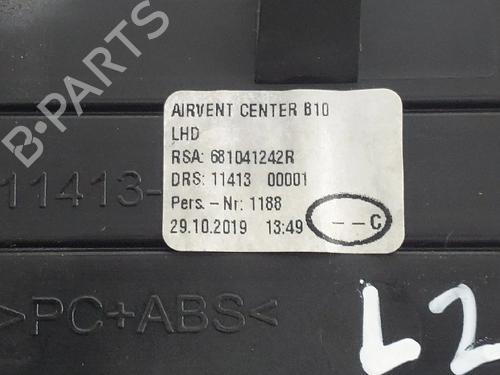 AIRVENT CENTER B10
LHD
RSA: 681041242R
DRS: 11413 00001
Pers. - Nr: 1188
29.10.2019 13:49 --C
11413-
>PC+ABS<
L2
B-PARTS